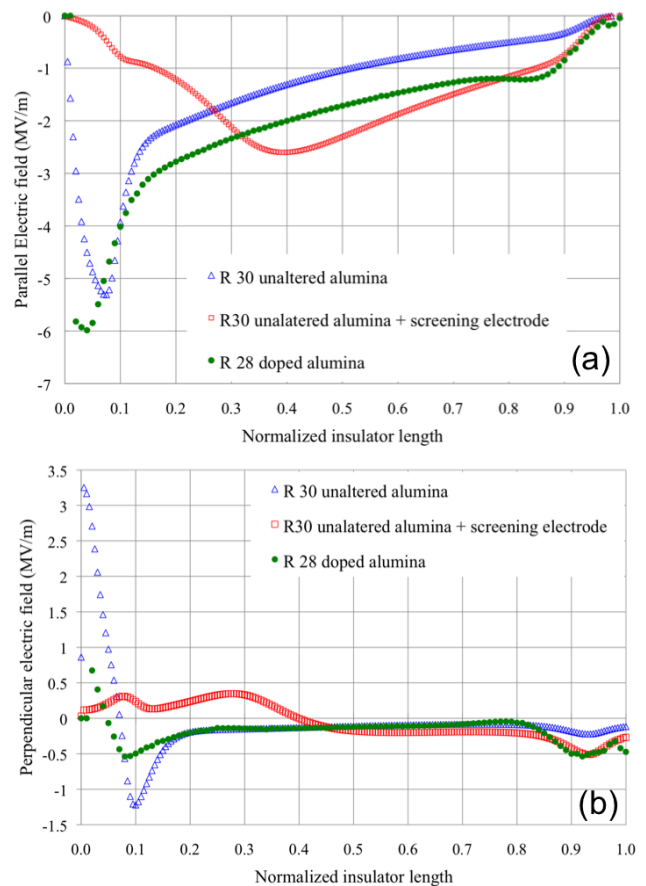 0
-1
-2
-3
-4
-5
-6
-7
Parallel Electric field (MV/m)
R 30 unaltered alumina
R30 unalatered alumina + screening electrode
R 28 doped alumina
(a)
0.0 0.1 0.2 0.3 0.4 0.5 0.6 0.7 0.8 0.9 1.0
Normalized insulator length
3.5
3
2.5
2
1.5
1
0.5
0
-0.5
-1
-1.5
Perpendicular electric field (MV/m)
R 30 unaltered alumina
R30 unalatered alumina + screening electrode
R 28 doped alumina
(b)
0.0 0.1 0.2 0.3 0.4 0.5 0.6 0.7 0.8 0.9 1.0
Normalized insulator length